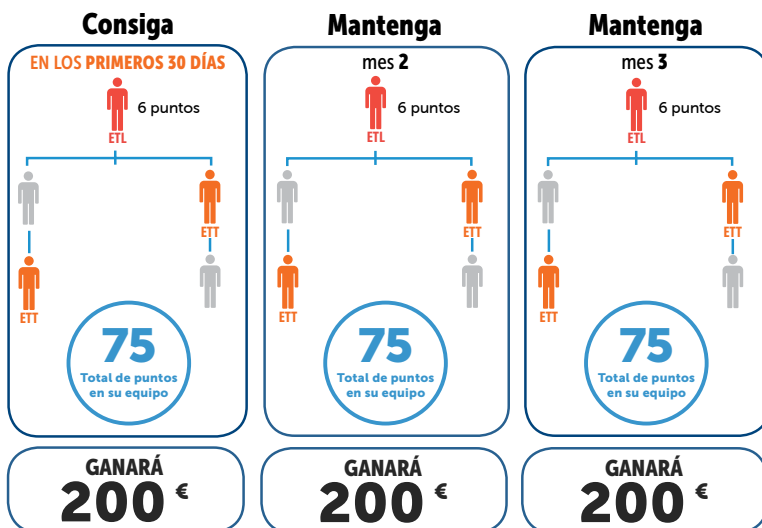 Consiga
EN LOS PRIMEROS 30 DÍAS
6 puntos
ETL
ETT
ETT
75
Total de puntos
en su equipo
GANARÁ
200 €
Mantenga
mes 2
6 puntos
ETL
ETT
ETT
75
Total de puntos
en su equipo
GANARÁ
200 €
Mantenga
mes 3
6 puntos
ETL
ETT
ETT
75
Total de puntos
en su equipo
GANARÁ
200 €